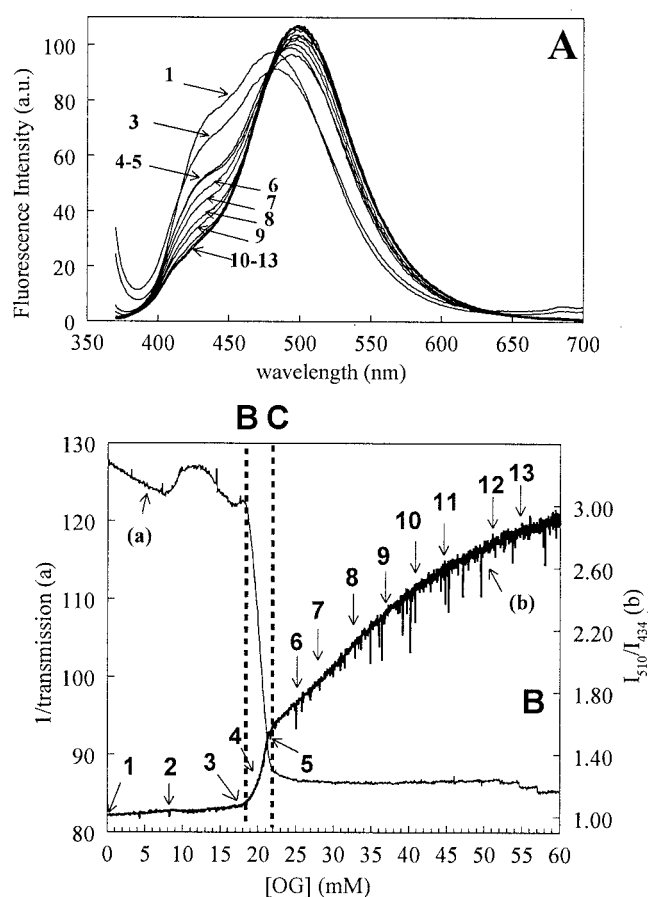 A
Fluorescence Intensity (a.u.)
100
80
60
40
20
0
1
3
4-5
6
7
8
9
10-13
350 400 450 500 550 600 650 700
wavelength (nm)
B C
1/transmission (a)
130
120
110
100
90
80
(a)
(b)
1 2 3 4 5 6 7 8 9 10 11 12 13
B
3.00
2.60
2.20
1.80
1.40
1.00
I510/I434 (b)
0 5 10 15 20 25 30 35 40 45 50 55 60
[OG] (mM)